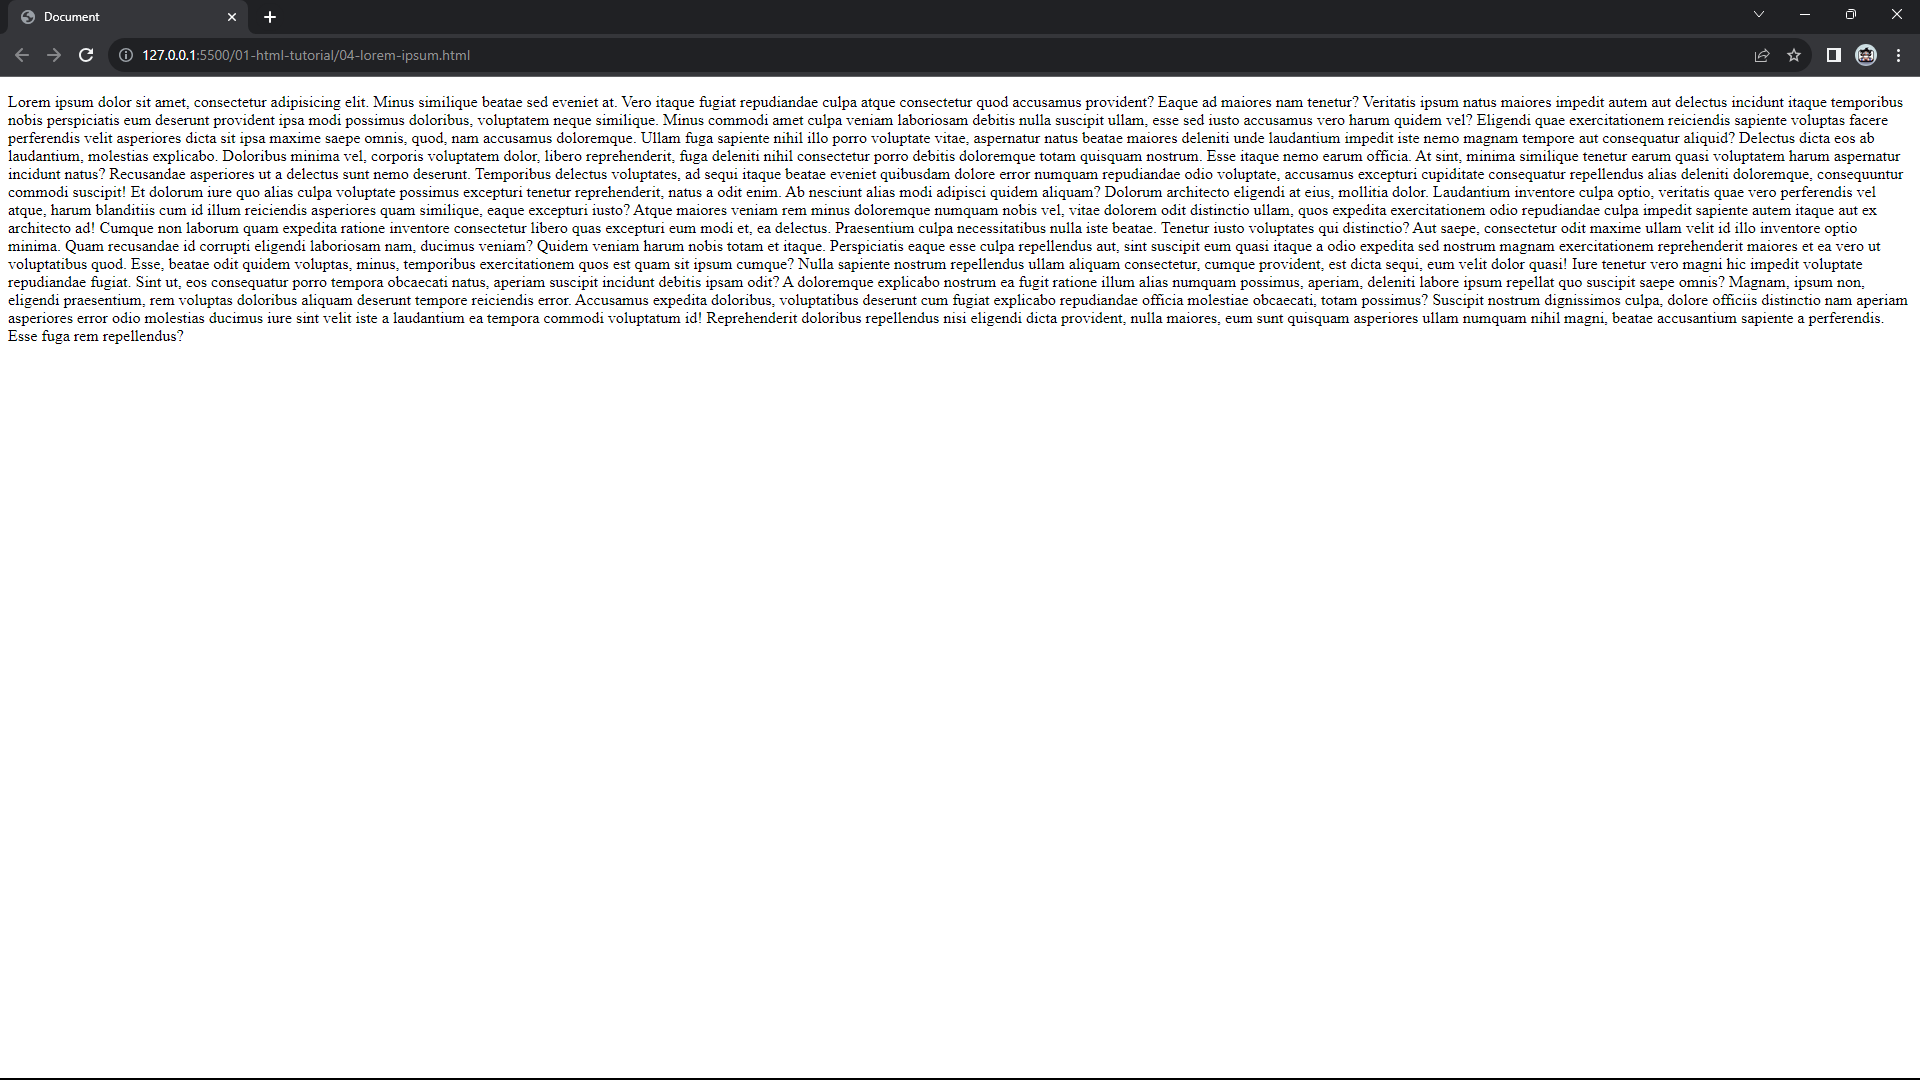 Document
127.0.0.1:5500/01-html-tutorial/04-lorem-ipsum.html
Lorem ipsum dolor sit amet, consectetur adipisicing elit. Minus similique beatae sed eveniet at. Vero itaque fugiat repudiandae culpa atque consectetur quod accusamus provident? Eaque ad maiores nam tenetur? Veritatis ipsum natus maiores impedit autem aut delectus incidunt itaque temporibus
nobis perspiciatis eum deserunt provident ipsa modi possimus doloribus, voluptatem neque similique. Minus commodi amet culpa veniam laboriosam debitis nulla suscipit ullam, esse sed iusto accusamus vero harum quidem vel? Eligendi quae exercitationem reiciendis sapiente voluptas facere
perferendis velit asperiores dicta sit ipsa maxime saepe omnis, quod, nam accusamus doloremque. Ullam fuga sapiente nihil illo porro voluptate vitae, aspernatur natus beatae maiores deleniti unde laudantium impedit iste nemo magnam tempore aut consequatur aliquid? Delectus dicta eos ab
laudantium, molestias explicabo. Doloribus minima vel, corporis voluptatem dolor, libero reprehenderit, fuga deleniti nihil consectetur porro debitis doloremque totam quisquam nostrum. Esse itaque nemo earum officia. At sint, minima similique tenetur earum quasi voluptatem harum aspernatur
incidunt natus? Recusandae asperiores ut a delectus sunt nemo deserunt. Temporibus delectus voluptates, ad sequi itaque beatae eveniet quibusdam dolore error numquam repudiandae odio voluptate, accusamus excepturi cupiditate consequatur repellendus alias deleniti doloremque, consequuntur
commodi suscipit! Et dolorum iure quo alias culpa voluptate possimus excepturi tenetur reprehenderit, natus a odit enim. Ab nesciunt alias modi adipisci quidem aliquam? Dolorum architecto eligendi at eius, mollitia dolor. Laudantium inventore culpa optio, veritatis quae vero perferendis vel
atque, harum blanditiis cum id illum reiciendis asperiores quam similique, eaque excepturi iusto? Atque maiores veniam rem minus doloremque numquam nobis vel, vitae dolorem odit distinctio ullam, quos expedita exercitationem odio repudiandae culpa impedit sapiente autem itaque aut ex
architecto ad! Cumque non laborum quam expedita ratione inventore consectetur libero quas excepturi eum modi et, ea delectus. Praesentium culpa necessitatibus nulla iste beatae. Tenetur iusto voluptates qui distinctio? Aut saepe, consectetur odit maxime ullam velit id illo inventore optio
minima. Quam recusandae id corrupti eligendi laboriosam nam, ducimus veniam? Quidem veniam harum nobis totam et itaque. Perspiciatis eaque esse culpa repellendus aut, sint suscipit eum quasi itaque a odio expedita sed nostrum magnam exercitationem reprehenderit maiores et ea vero ut
voluptatibus quod. Esse, beatae odit quidem voluptas, minus, temporibus exercitationem quos est quam sit ipsum cumque? Nulla sapiente nostrum repellendus ullam aliquam consectetur, cumque provident, est dicta sequi, eum velit dolor quasi! Iure tenetur vero magni hic impedit voluptate
repudiandae fugiat. Sint ut, eos consequatur porro tempora obcaecati natus, aperiam suscipit incidunt debitis ipsam odit? A doloremque explicabo nostrum ea fugit ratione illum alias numquam possimus, aperiam, deleniti labore ipsum repellat quo suscipit saepe omnis? Magnam, ipsum non,
eligendi praesentium, rem voluptas doloribus aliquam deserunt tempore reiciendis error. Accusamus expedita doloribus, voluptatibus deserunt cum fugiat explicabo repudiandae officia molestiae obcaecati, totam possimus? Suscipit nostrum dignissimos culpa, dolore officiis distinctio nam aperiam
asperiores error odio molestias ducimus iure sint velit iste a laudantium ea tempora commodi voluptatum id! Reprehenderit doloribus repellendus nisi eligendi dicta provident, nulla maiores, eum sunt quisquam asperiores ullam numquam nihil magni, beatae accusantium sapiente a perferendis.
Esse fuga rem repellendus?